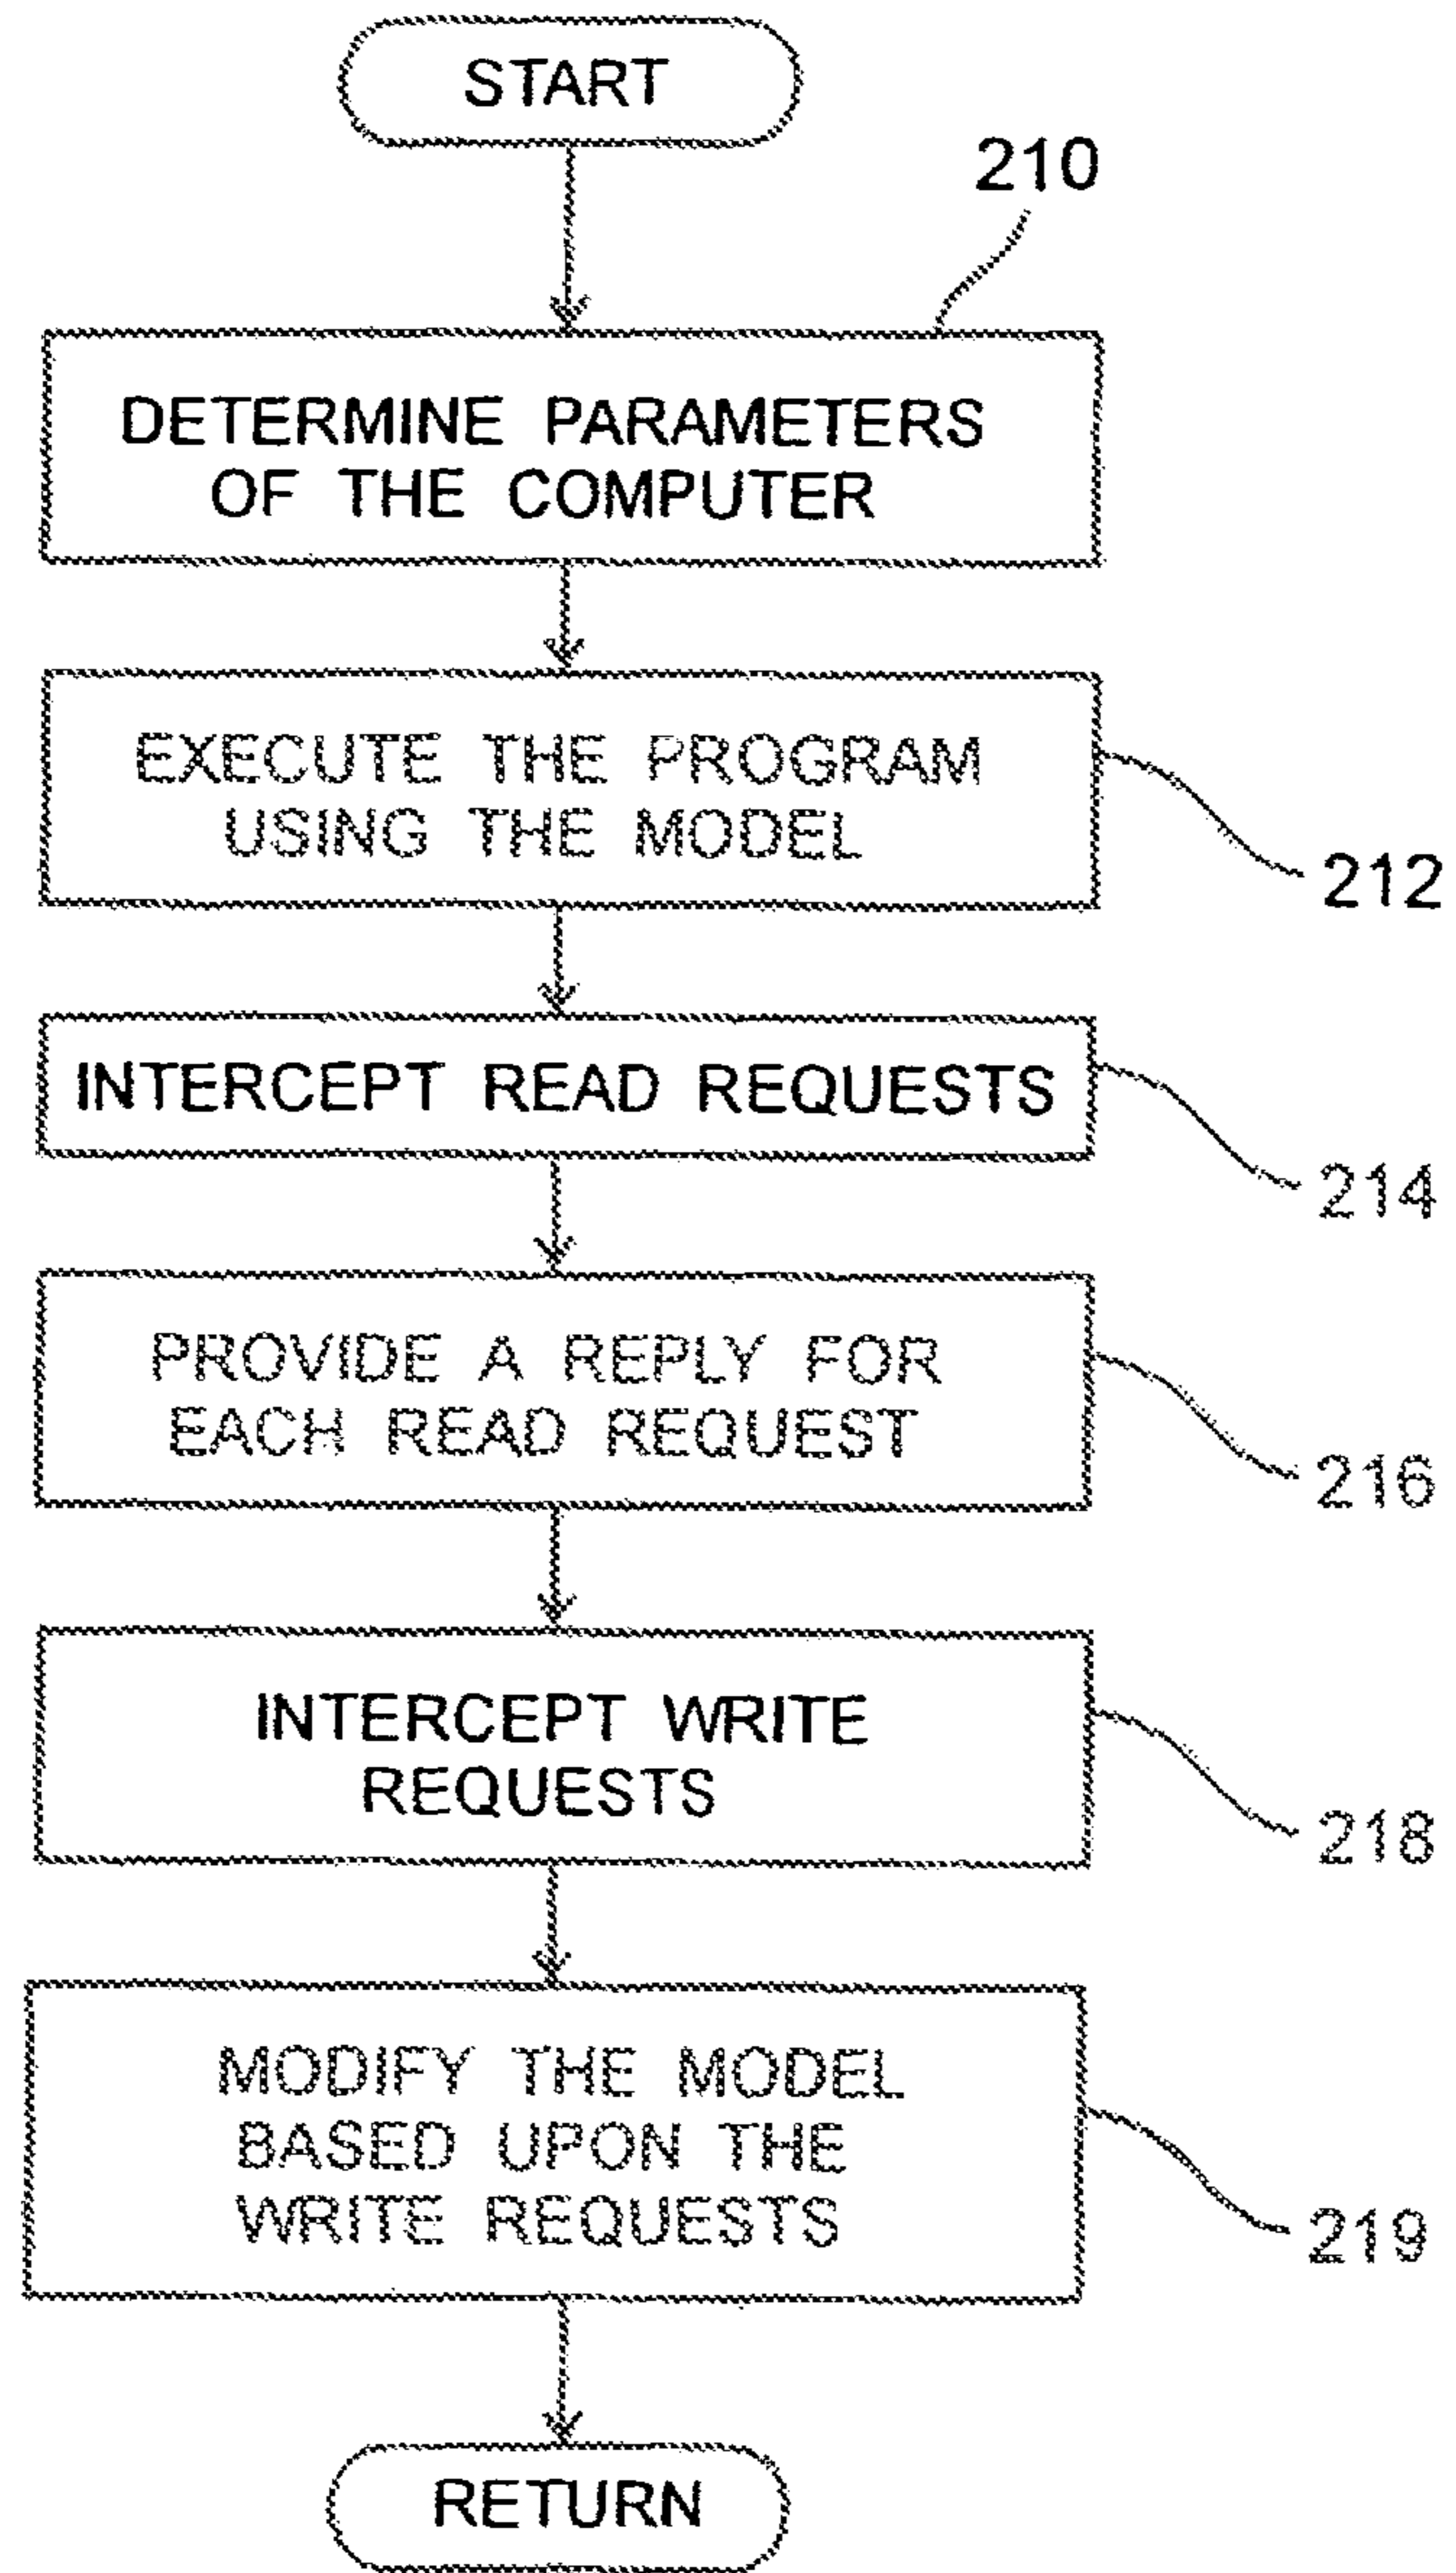 START
210
DETERMINE PARAMETERS
OF THE COMPUTER
EXECUTE THE PROGRAM
USING THE MODEL
212
INTERCEPT READ REQUESTS
214
PROVIDE A REPLY FOR
EACH READ REQUEST
216
INTERCEPT WRITE
REQUESTS
218
MODIFY THE MODEL
BASED UPON THE
WRITE REQUESTS
219
RETURN